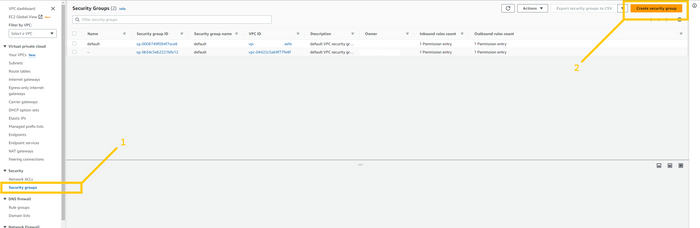 VPC dashboard
EC2 Global View New
Filter by VPC:
Select a VPC
Virtual private cloud
Your VPCs New
Subnets
Route tables
Internet gateways
Egress-only internet gateways
Carrier gateways
DHCP option sets
Elastic IPs
Managed prefix lists
Endpoints
Endpoint services
NAT gateways
Peering connections
Security
Network ACLs
Security groups
DNS firewall
Rule groups
Domain lists
Network Firewall
Security Groups (2) Info
Actions
Export security groups to CSV
Create security group
Filter security groups
Name Security group ID Security group name VPC ID Description Owner Inbound rules count Outbound rules count
default default default VPC security gr... 1 Permission entry 1 Permission entry
– default default VPC security gr... 1 Permission entry 1 Permission entry
1
2